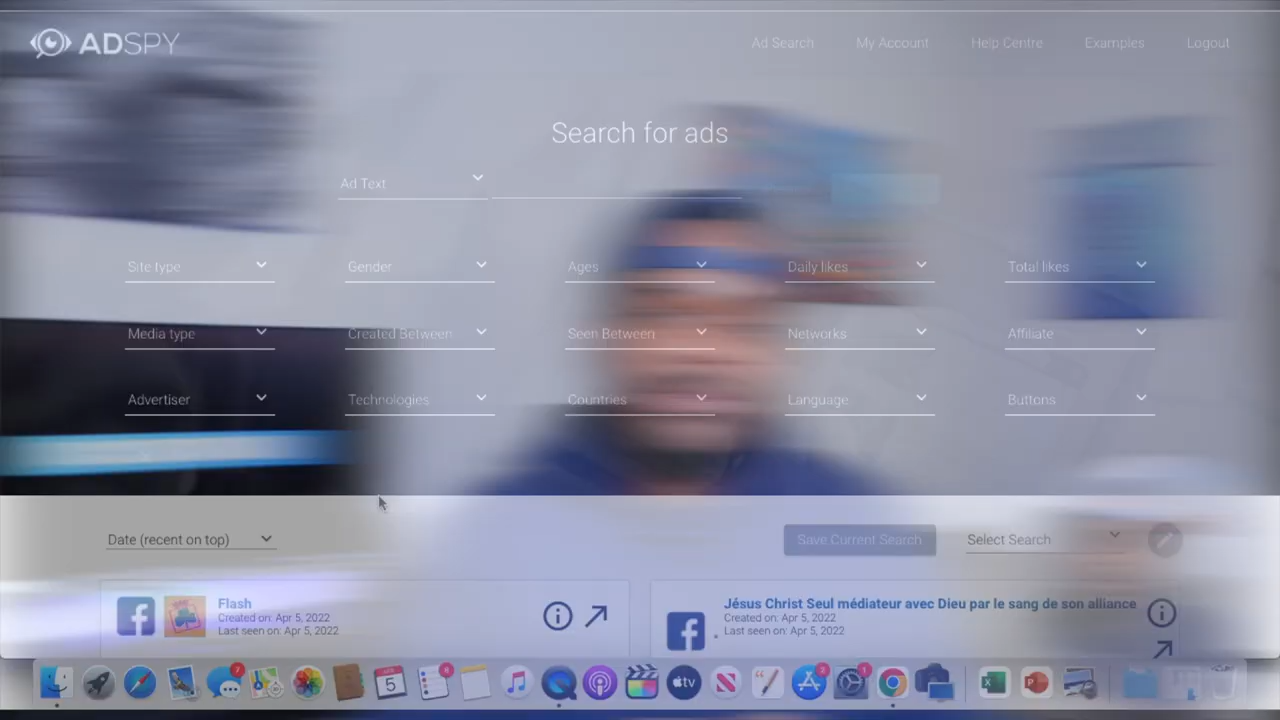 ADSPY
Ad Search My Account Help Centre Examples Logout
Search for ads
Ad Text
Site type Gender Ages Daily likes Total likes
Media type Created Between Seen Between Networks Affiliate
Advertiser Technologies Countries Language Buttons
Date (recent on top) Save Current Search Select Search
Flash
Created on: Apr 5, 2022
Last seen on: Apr 5, 2022
Jésus Christ Seul médiateur avec Dieu par le sang de son alliance
Created on: Apr 5, 2022
Last seen on: Apr 5, 2022
5
tv